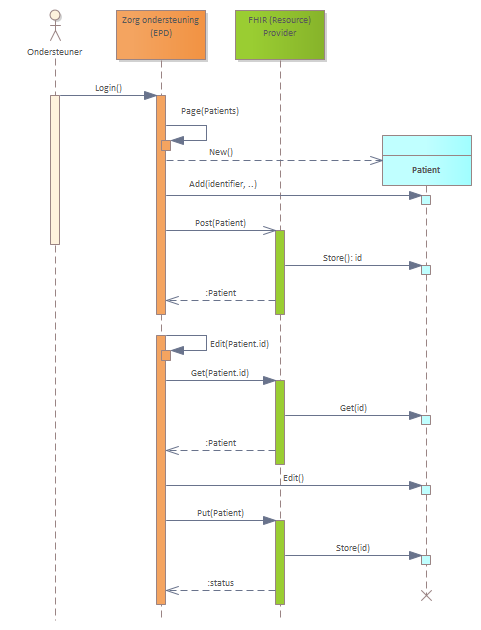 Zorg ondersteuning
(EPD)
FHIR (Resource)
Provider
Ondersteuner
Login()
Page(Patients)
New()
Patient
Add(identifier, ..)
Post(Patient)
Store(): id
:Patient
Edit(Patient.id)
Get(Patient.id)
Get(id)
:Patient
Edit()
Put(Patient)
Store(id)
:status